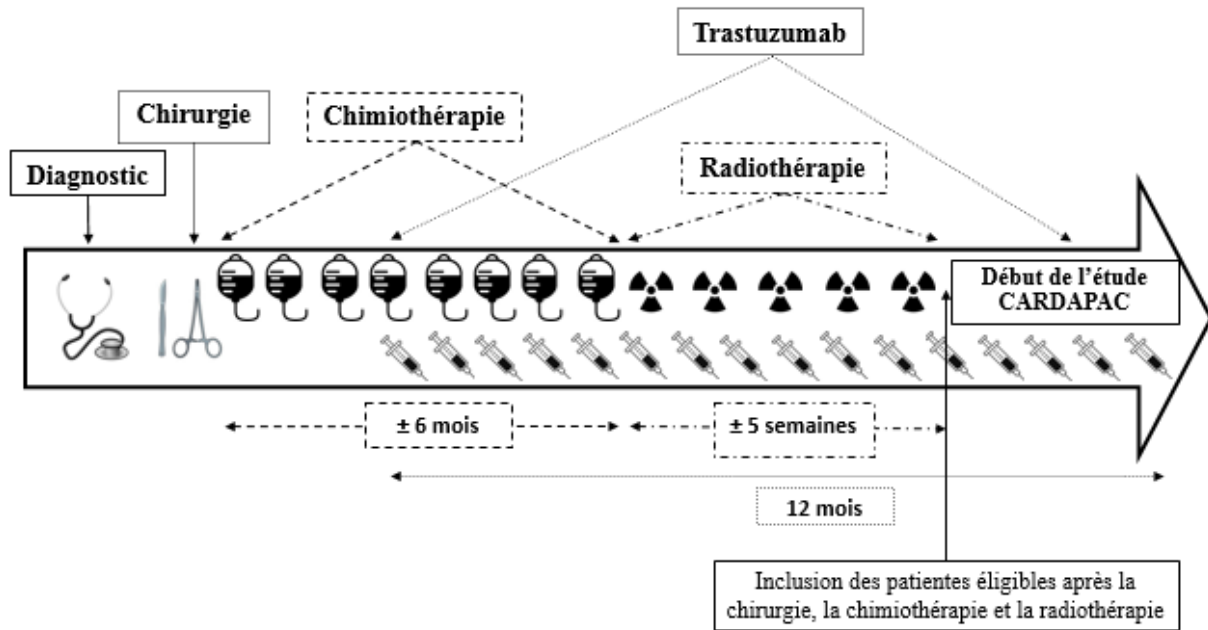 Trastuzumab
Chirurgie
Chimiothérapie
Diagnostic
Radiothérapie
Début de l’étude
CARDAPAC
± 6 mois
± 5 semaines
12 mois
Inclusion des patientes éligibles après la
chirurgie, la chimiothérapie et la radiothérapie